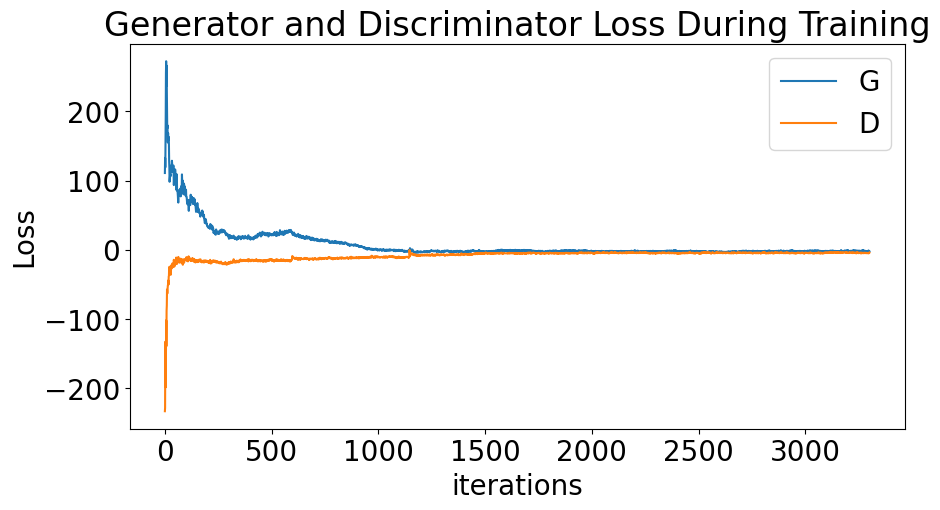 Generator and Discriminator Loss During Training
G
D
200
100
0
−100
−200
Loss
0 500 1000 1500 2000 2500 3000
iterations